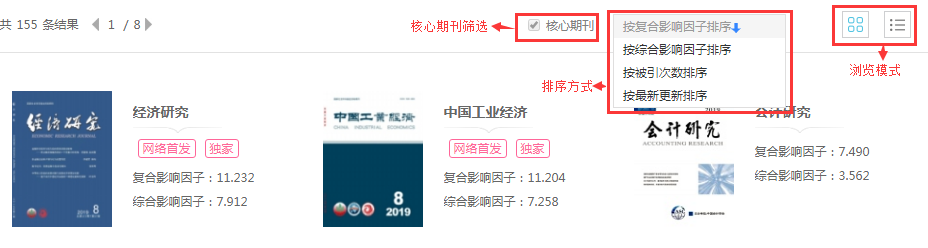 共 155 条结果 1 / 8
核心期刊筛选
核心期刊
按复合影响因子排序
按综合影响因子排序
按被引次数排序
按最新更新排序
排序方式
浏览模式
经济研究
经济研究
ECONOMIC RESEARCH JOURNAL
2019 8
网络首发 独家
复合影响因子：11.232
综合影响因子：7.912
中国工业经济
中国工业经济
CHINA INDUSTRIAL ECONOMICS
8
2019
网络首发 独家
复合影响因子：11.204
综合影响因子：7.258
会计研究
会计研究
ACCOUNTING RESEARCH
复合影响因子：7.490
综合影响因子：3.562